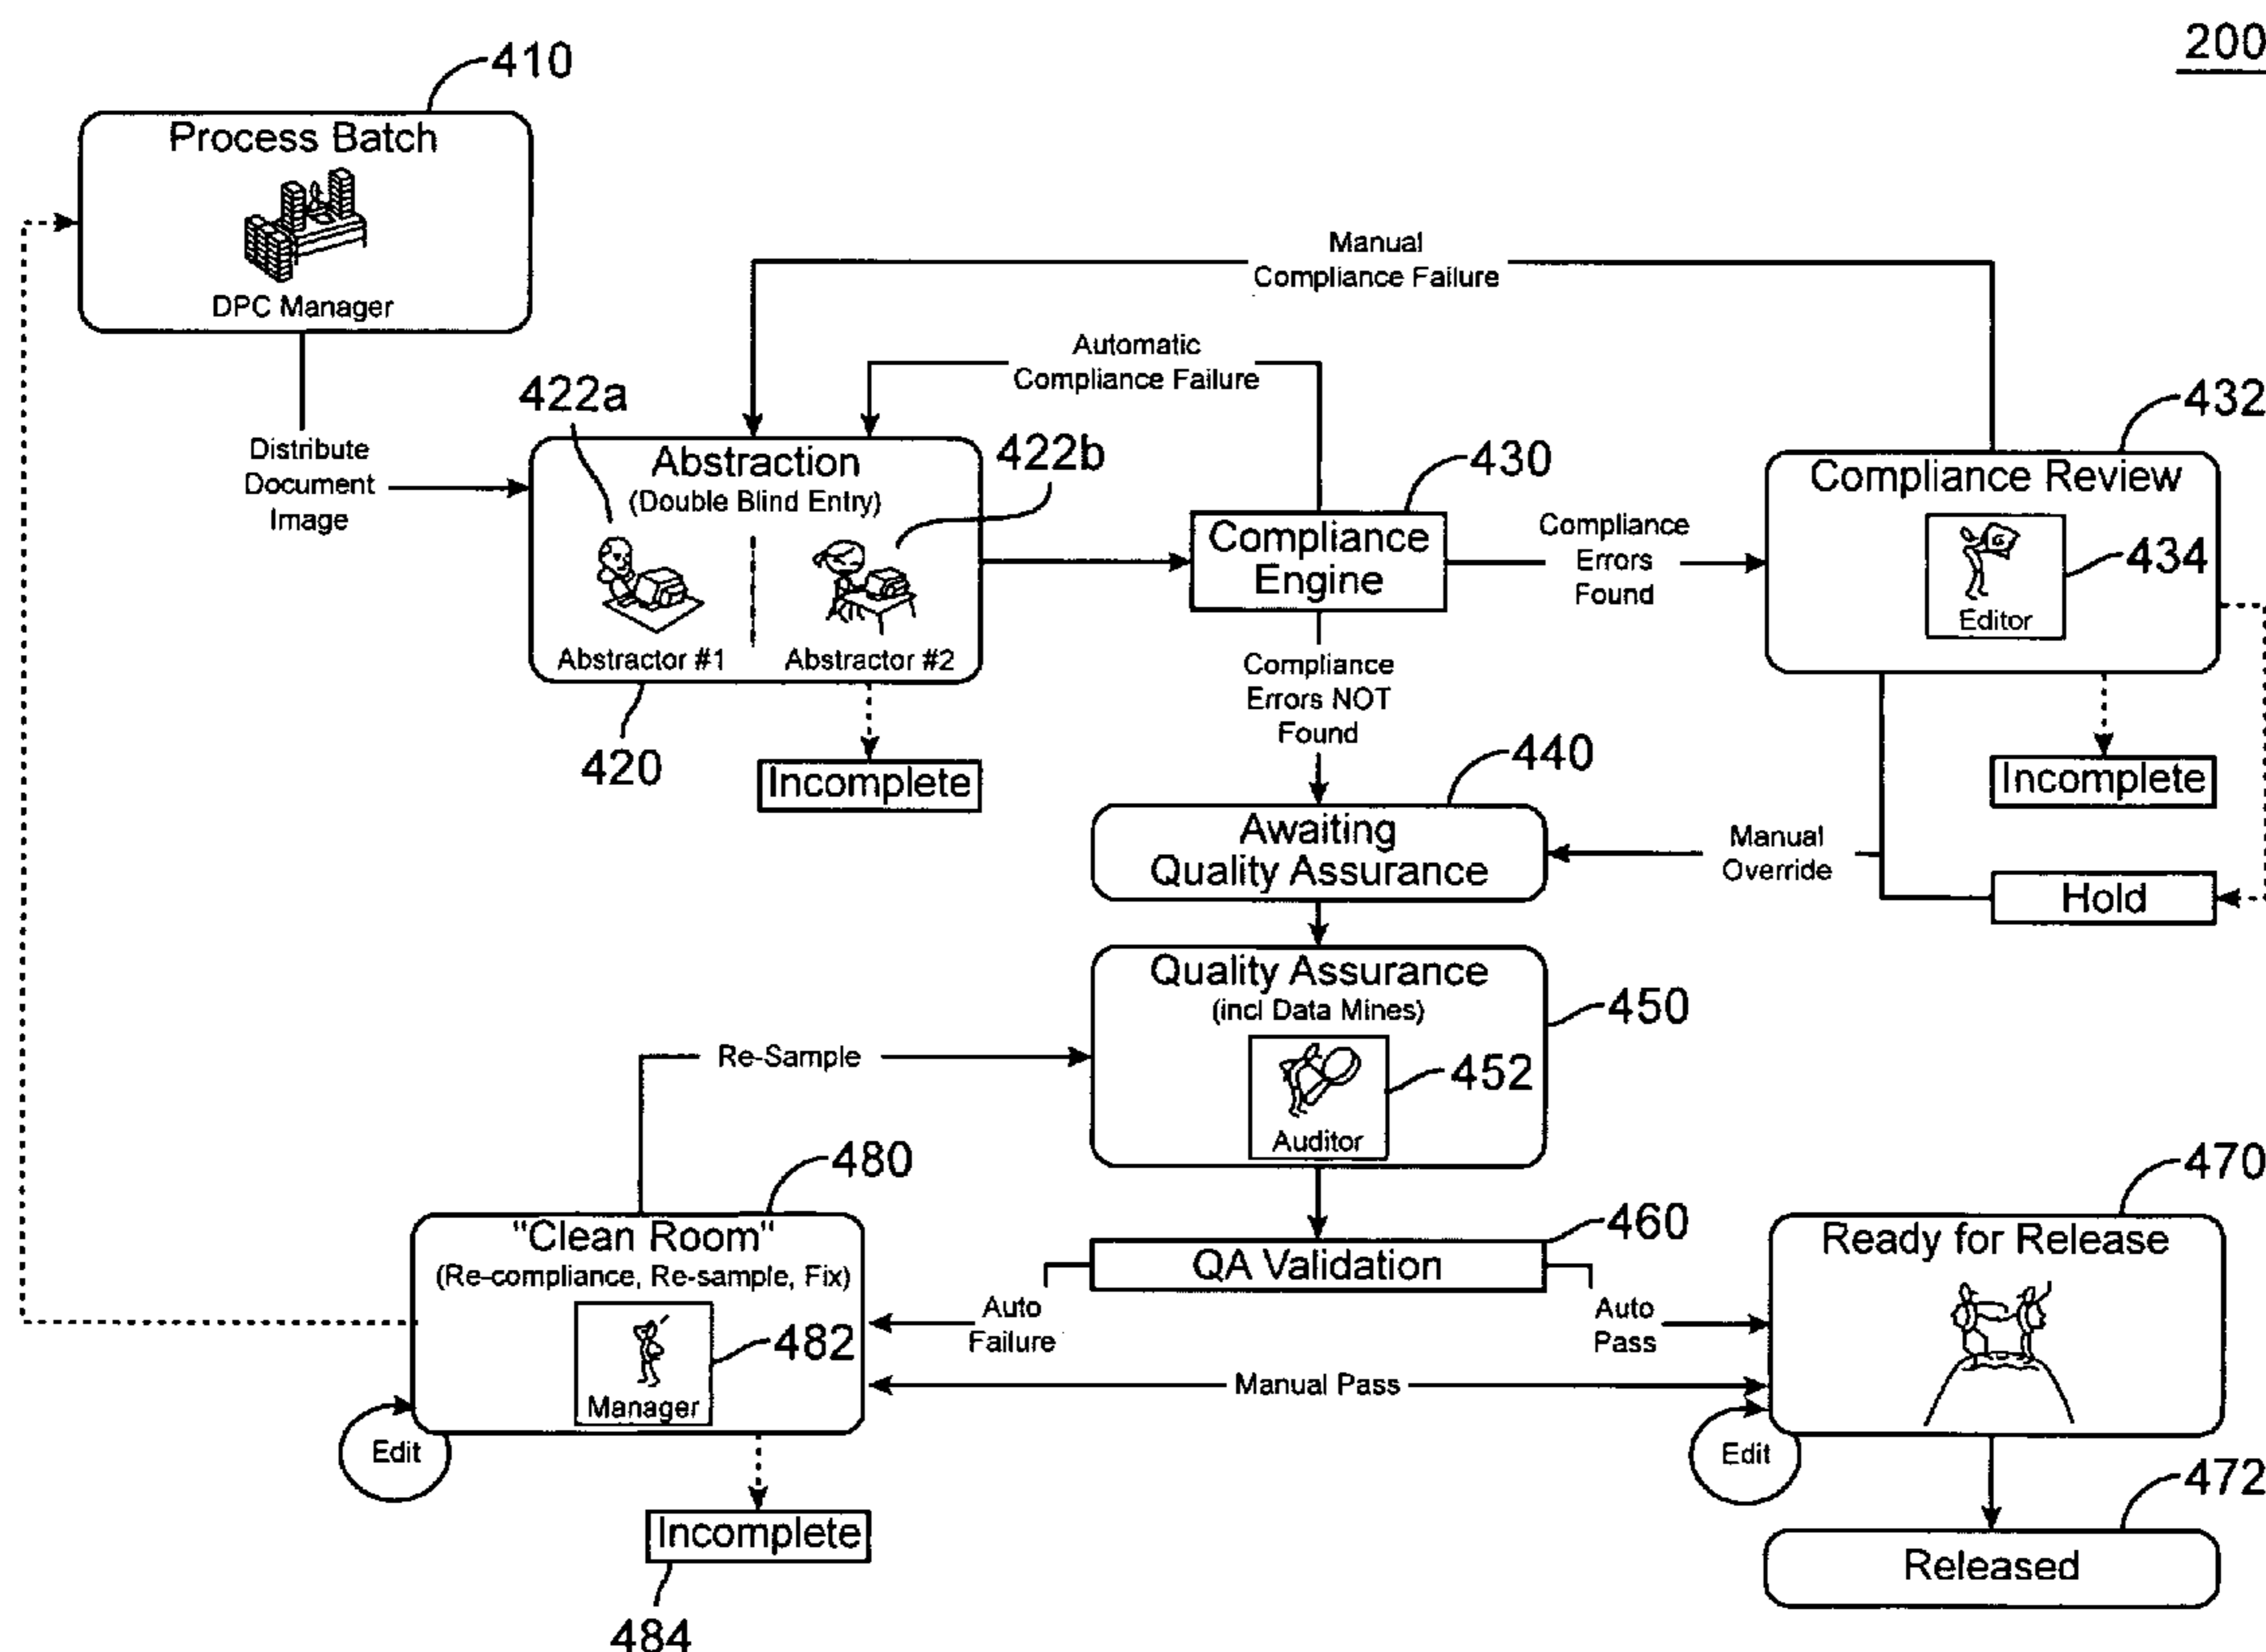 200
410
Process Batch
DPC Manager
Manual
Compliance Failure
Automatic
Compliance Failure
Distribute
Document
Image
422a
422b
Abstraction
(Double Blind Entry)
Abstractor #1
Abstractor #2
420
Incomplete
430
Compliance
Engine
Compliance
Errors
Found
432
Compliance Review
434
Editor
Incomplete
Compliance
Errors NOT
Found
440
Awaiting
Quality Assurance
Manual
Override
Hold
Quality Assurance
(incl Data Mines)
450
452
Auditor
Re-Sample
480
"Clean Room"
(Re-compliance, Re-sample, Fix)
482
Manager
Edit
Incomplete
484
460
QA Validation
Auto
Failure
Auto
Pass
Manual Pass
470
Ready for Release
Edit
472
Released